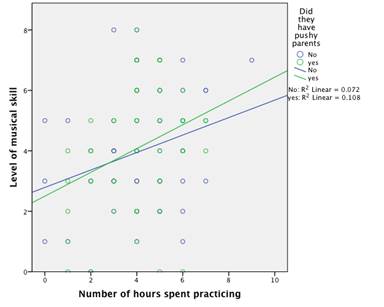 Did
they
have
pushy
parents
No
yes
No
yes
No: R² Linear = 0.072
yes: R² Linear = 0.108
8
6
4
2
0
Level of musical skill
0 2 4 6 8 10
Number of hours spent practicing